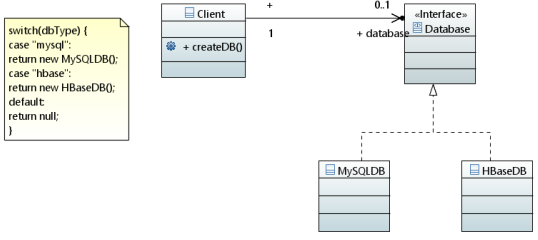 switch(dbType) {
case "mysql":
return new MySQLDB();
case "hbase":
return new HBaseDB();
default:
return null;
}
Client
+ createDB()
+
1
0..1
+ database
«Interface»
Database
MySQLDB
HBaseDB